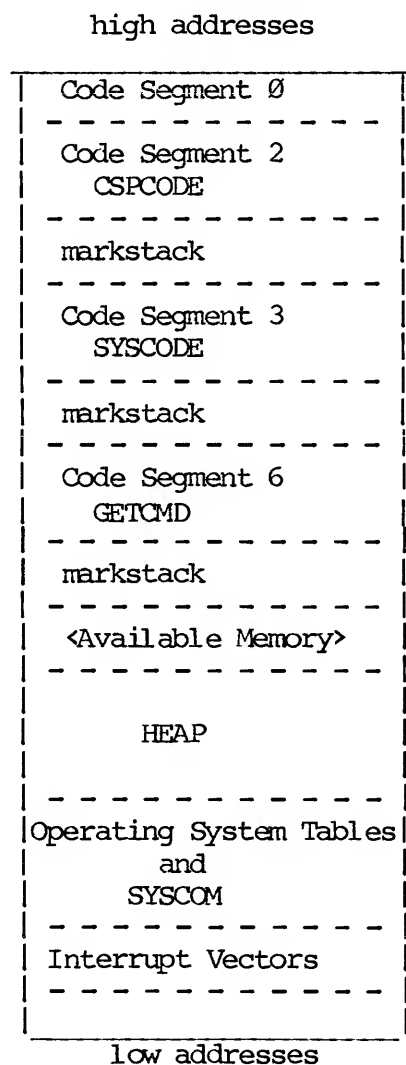 high addresses
Code Segment Ø
Code Segment 2
CSPCODE
markstack
Code Segment 3
SYSCODE
markstack
Code Segment 6
GETCMD
markstack
<Available Memory>
HEAP
Operating System Tables
and
SYSCOM
Interrupt Vectors
low addresses